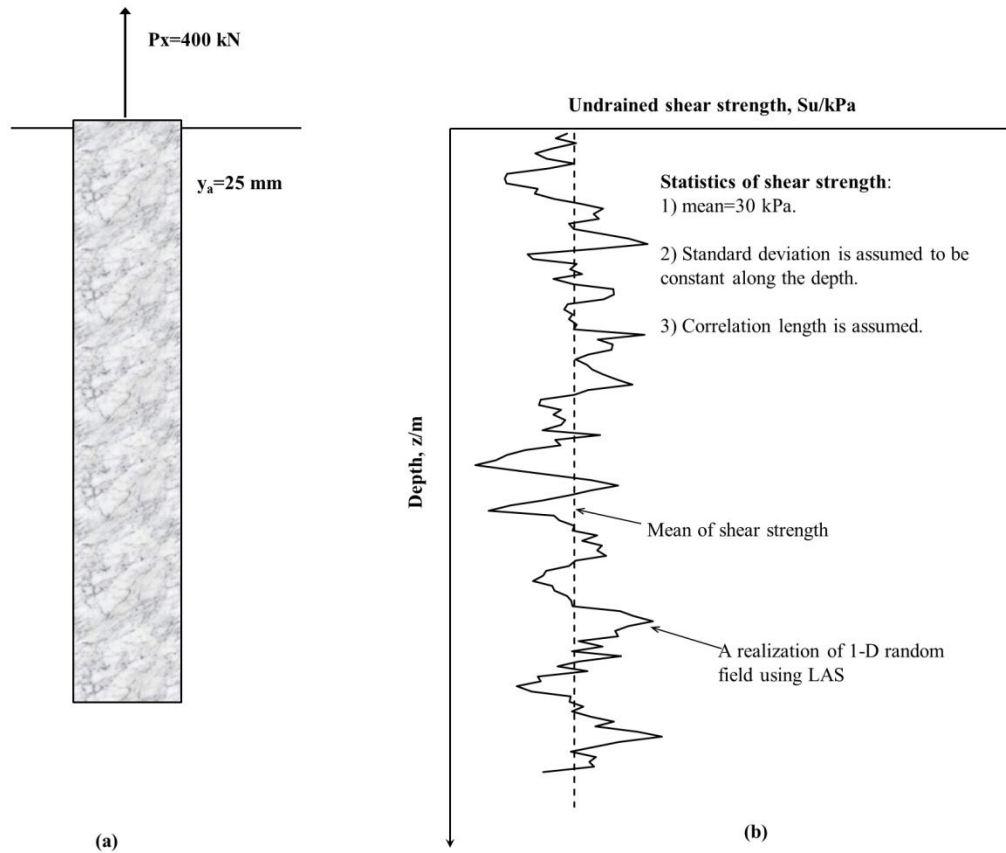 Px=400 kN
yₐ=25 mm
(a)
Undrained shear strength, Su/kPa
Statistics of shear strength:
1) mean=30 kPa.
2) Standard deviation is assumed to be
constant along the depth.
3) Correlation length is assumed.
Depth, z/m
Mean of shear strength
A realization of 1-D random
field using LAS
(b)